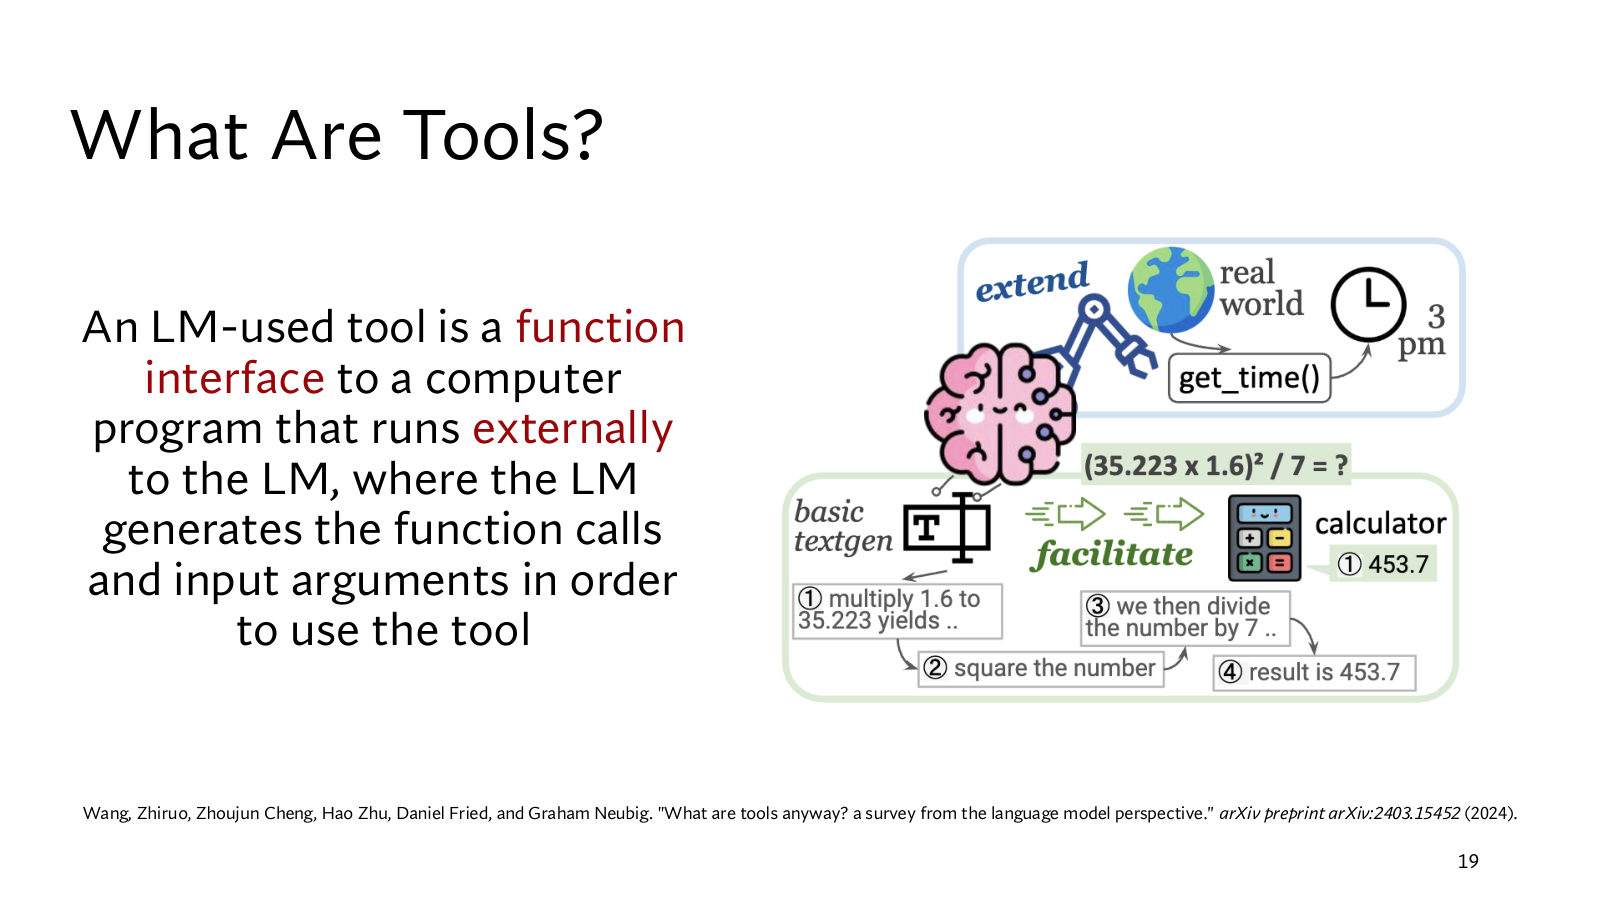 What Are Tools?
An LM-used tool is a function
interface to a computer
program that runs externally
to the LM, where the LM
generates the function calls
and input arguments in order
to use the tool
extend
real
world
3
pm
get_time()
(35.223 x 1.6)² / 7 = ?
basic
textgen
T
facilitate
calculator
① 453.7
① multiply 1.6 to
35.223 yields ..
② square the number
③ we then divide
the number by 7 ..
④ result is 453.7
Wang, Zhiruo, Zhoujun Cheng, Hao Zhu, Daniel Fried, and Graham Neubig. "What are tools anyway? a survey from the language model perspective." arXiv preprint arXiv:2403.15452 (2024).
19